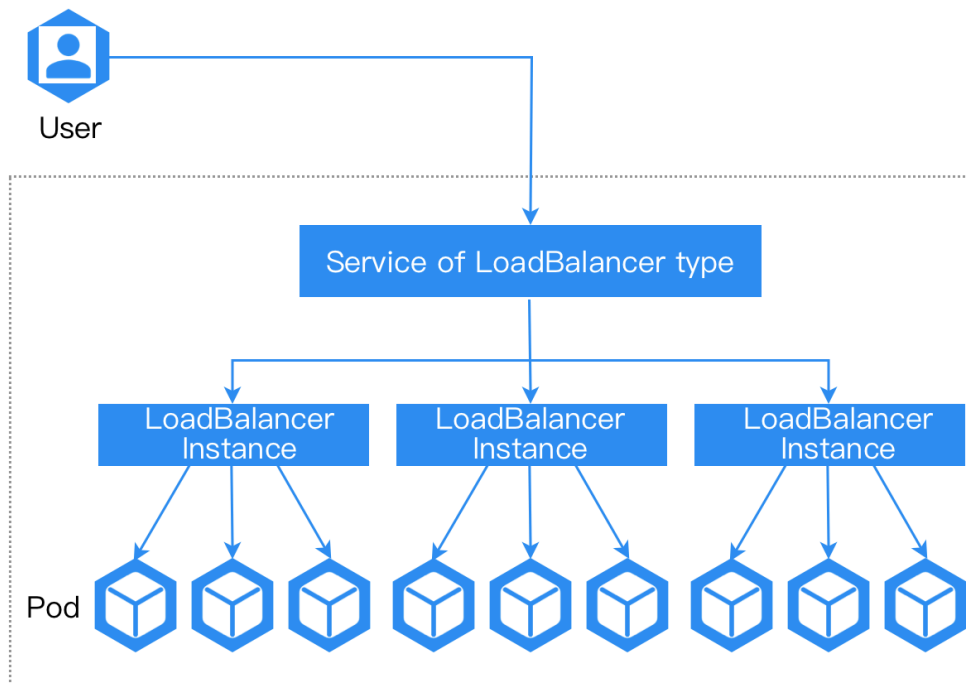 User
Service of LoadBalancer type
LoadBalancer
Instance
LoadBalancer
Instance
LoadBalancer
Instance
Pod